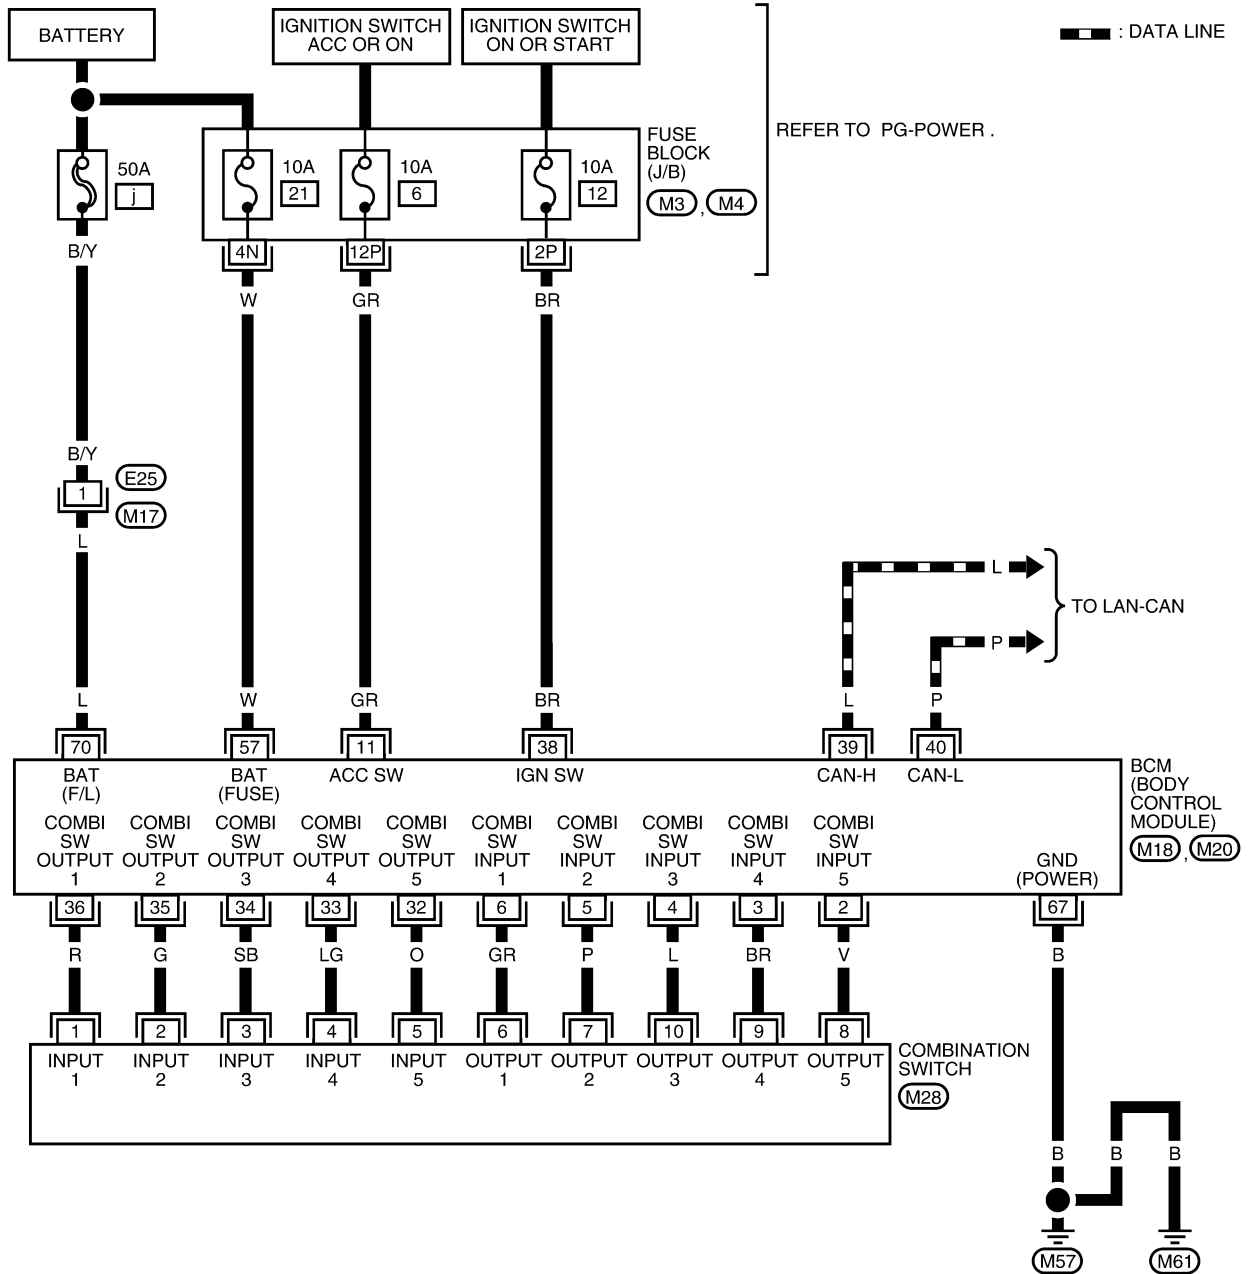 BATTERY
IGNITION SWITCH
ACC OR ON
IGNITION SWITCH
ON OR START
: DATA LINE
REFER TO PG-POWER .
FUSE
BLOCK
(J/B)
M3 , M4
50A
j
10A
21
10A
6
10A
12
4N
12P
2P
B/Y
W
GR
BR
B/Y
1
E25
M17
L
L
P
TO LAN-CAN
L
W
GR
BR
L
P
70
57
11
38
39
40
BAT
(F/L)
BAT
(FUSE)
ACC SW
IGN SW
CAN-H
CAN-L
BCM
(BODY
CONTROL
MODULE)
M18 , M20
COMBI
SW
OUTPUT
1
COMBI
SW
OUTPUT
2
COMBI
SW
OUTPUT
3
COMBI
SW
OUTPUT
4
COMBI
SW
OUTPUT
5
COMBI
SW
INPUT
1
COMBI
SW
INPUT
2
COMBI
SW
INPUT
3
COMBI
SW
INPUT
4
COMBI
SW
INPUT
5
GND
(POWER)
36
35
34
33
32
6
5
4
3
2
67
R
G
SB
LG
O
GR
P
L
BR
V
B
1
2
3
4
5
6
7
10
9
8
INPUT
1
INPUT
2
INPUT
3
INPUT
4
INPUT
5
OUTPUT
1
OUTPUT
2
OUTPUT
3
OUTPUT
4
OUTPUT
5
COMBINATION
SWITCH
M28
B
B
B
M57
M61